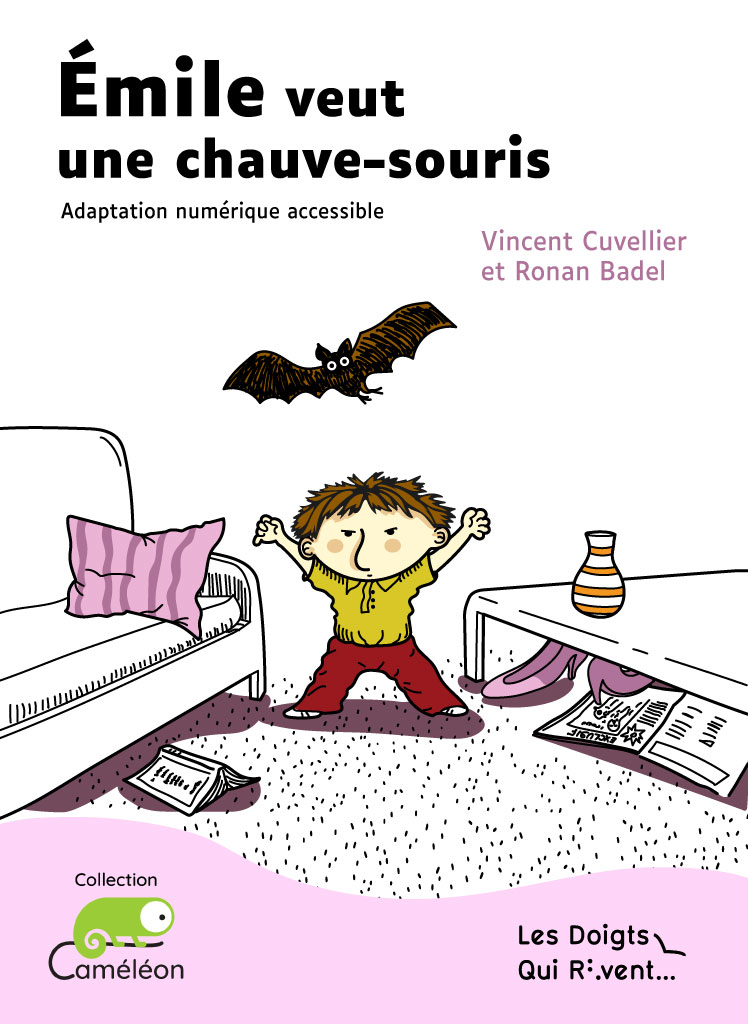 Émile veut
une chauve-souris
Adaptation numérique accessible
Vincent Cuvellier
et Ronan Badel
EXCLUSIF
Collection
Caméléon
Les Doigts
Qui R⠺vent...